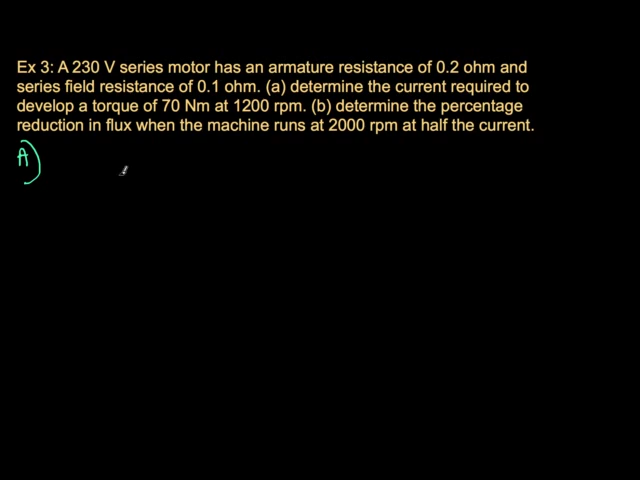 Ex 3: A 230 V series motor has an armature resistance of 0.2 ohm and
series field resistance of 0.1 ohm. (a) determine the current required to
develop a torque of 70 Nm at 1200 rpm. (b) determine the percentage
reduction in flux when the machine runs at 2000 rpm at half the current.
A)